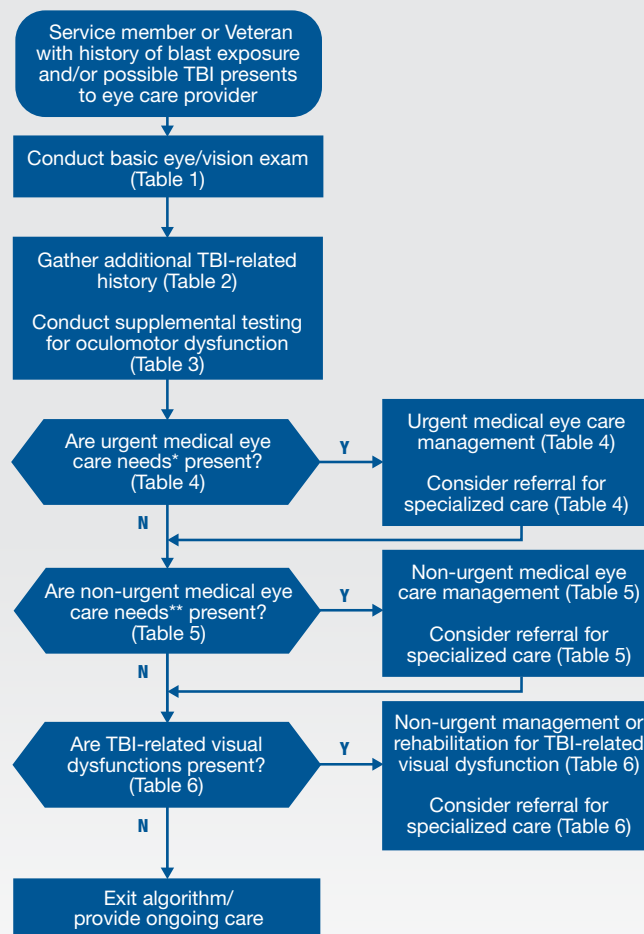 Service member or Veteran
with history of blast exposure
and/or possible TBI presents
to eye care provider
Conduct basic eye/vision exam
(Table 1)
Gather additional TBI-related
history (Table 2)
Conduct supplemental testing
for oculomotor dysfunction
(Table 3)
Are urgent medical eye
care needs* present?
(Table 4)
Y
Urgent medical eye care
management (Table 4)
Consider referral for
specialized care (Table 4)
N
Are non-urgent medical eye
care needs** present?
(Table 5)
Y
Non-urgent medical eye
care management (Table 5)
Consider referral for
specialized care (Table 5)
N
Are TBI-related visual
dysfunctions present?
(Table 6)
Y
Non-urgent management or
rehabilitation for TBI-related
visual dysfunction (Table 6)
Consider referral for
specialized care (Table 6)
N
Exit algorithm/
provide ongoing care